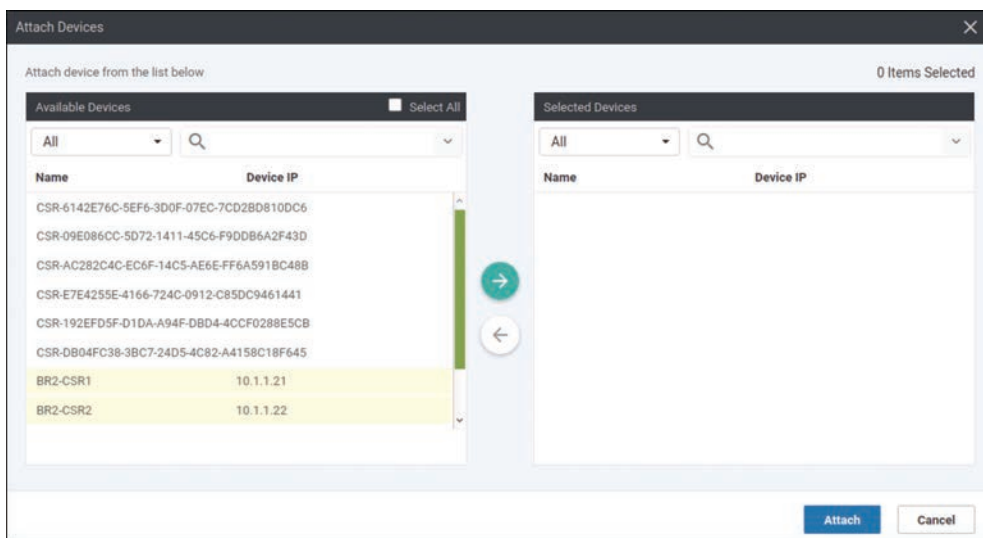 Attach Devices
Attach device from the list below
0 Items Selected
Available Devices
Select All
All
Name Device IP
CSR-6142E76C-5EF6-3D0F-07EC-7CD2BD810DC6
CSR-09E086CC-5D72-1411-45C6-F9DDB6A2F43D
CSR-AC282C4C-EC6F-14C5-AE6E-FF6A591BC48B
CSR-E7E4255E-4166-724C-0912-C85DC9461441
CSR-192EFD5F-D1DA-A94F-DBD4-4CCF0288E5CB
CSR-DB04FC38-3BC7-24D5-4C82-A4158C18F645
BR2-CSR1 10.1.1.21
BR2-CSR2 10.1.1.22
Selected Devices
All
Name Device IP
Attach
Cancel